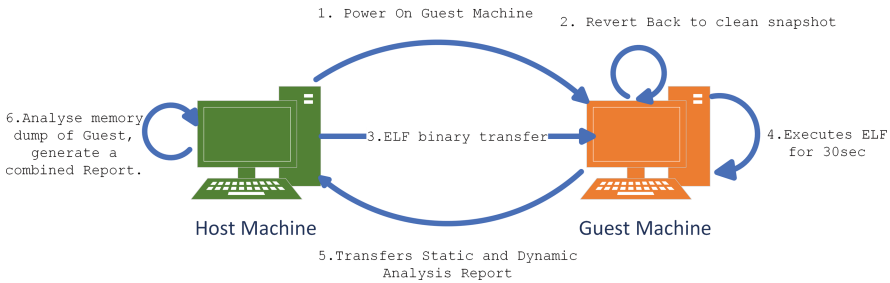 1. Power On Guest Machine
2. Revert Back to clean snapshot
6.Analyse memory
dump of Guest,
generate a
combined Report.
3.ELF binary transfer
4.Executes ELF
for 30sec
Host Machine
Guest Machine
5.Transfers Static and Dynamic
Analysis Report